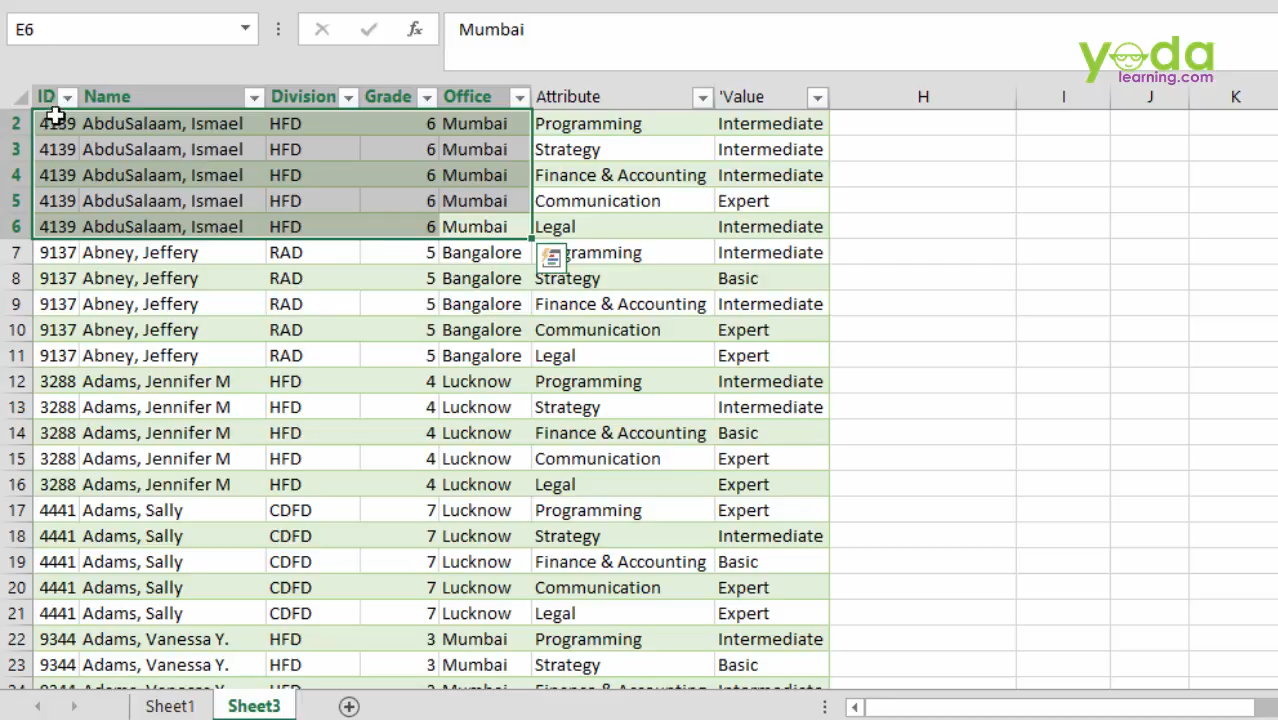 E6 fx Mumbai
yoda
learning.com
ID Name Division Grade Office Attribute 'Value H I J K
2 4139 AbduSalaam, Ismael HFD 6 Mumbai Programming Intermediate
3 4139 AbduSalaam, Ismael HFD 6 Mumbai Strategy Intermediate
4 4139 AbduSalaam, Ismael HFD 6 Mumbai Finance & Accounting Intermediate
5 4139 AbduSalaam, Ismael HFD 6 Mumbai Communication Expert
6 4139 AbduSalaam, Ismael HFD 6 Mumbai Legal Intermediate
7 9137 Abney, Jeffery RAD 5 Bangalore Intermediate
8 9137 Abney, Jeffery RAD 5 Bangalore Strategy Basic
9 9137 Abney, Jeffery RAD 5 Bangalore Finance & Accounting Intermediate
10 9137 Abney, Jeffery RAD 5 Bangalore Communication Expert
11 9137 Abney, Jeffery RAD 5 Bangalore Legal Expert
12 3288 Adams, Jennifer M HFD 4 Lucknow Programming Intermediate
13 3288 Adams, Jennifer M HFD 4 Lucknow Strategy Intermediate
14 3288 Adams, Jennifer M HFD 4 Lucknow Finance & Accounting Basic
15 3288 Adams, Jennifer M HFD 4 Lucknow Communication Expert
16 3288 Adams, Jennifer M HFD 4 Lucknow Legal Expert
17 4441 Adams, Sally CDFD 7 Lucknow Programming Expert
18 4441 Adams, Sally CDFD 7 Lucknow Strategy Intermediate
19 4441 Adams, Sally CDFD 7 Lucknow Finance & Accounting Basic
20 4441 Adams, Sally CDFD 7 Lucknow Communication Expert
21 4441 Adams, Sally CDFD 7 Lucknow Legal Expert
22 9344 Adams, Vanessa Y. HFD 3 Mumbai Programming Intermediate
23 9344 Adams, Vanessa Y. HFD 3 Mumbai Strategy Basic
Sheet1 Sheet3